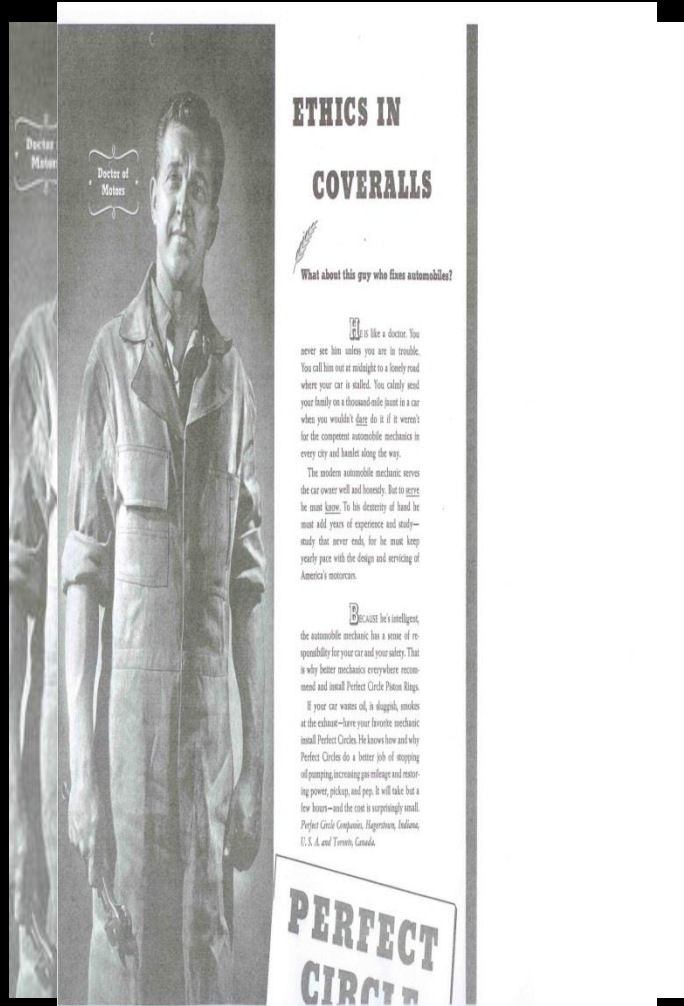 Doctor
Motor
Doctor of
Motors
ETHICS IN
COVERALLS
What about this guy who fixes automobiles?
HE IS like a doctor. You
never see him unless you are in trouble.
You call him out at midnight to a lonely road
where your car is stalled. You calmly send
your family on a thousand-mile jaunt in a car
when you wouldn't dare do it if it weren't
for the competent automobile mechanics in
every city and hamlet along the way.
The modern automobile mechanic serves
the car owner well and honestly. But to serve
he must know. To his dexterity of hand he
must add years of experience and study—
study that never ends, for he must keep
yearly pace with the design and servicing of
America's motorcars.
BECAUSE he's intelligent,
the automobile mechanic has a sense of re-
sponsibility for your car and your safety. That
is why better mechanics everywhere recom-
mend and install Perfect Circle Piston Rings.
If your car wastes oil, is sluggish, smokes
at the exhaust—have your favorite mechanic
install Perfect Circles. He knows how and why
Perfect Circles do a better job of stopping
oil pumping, increasing gas mileage and restor-
ing power, pickup, and pep. It will take but a
few hours—and the cost is surprisingly small.
Perfect Circle Companies, Hagerstown, Indiana,
U. S. A. and Toronto, Canada.
PERFECT
CIRCLE